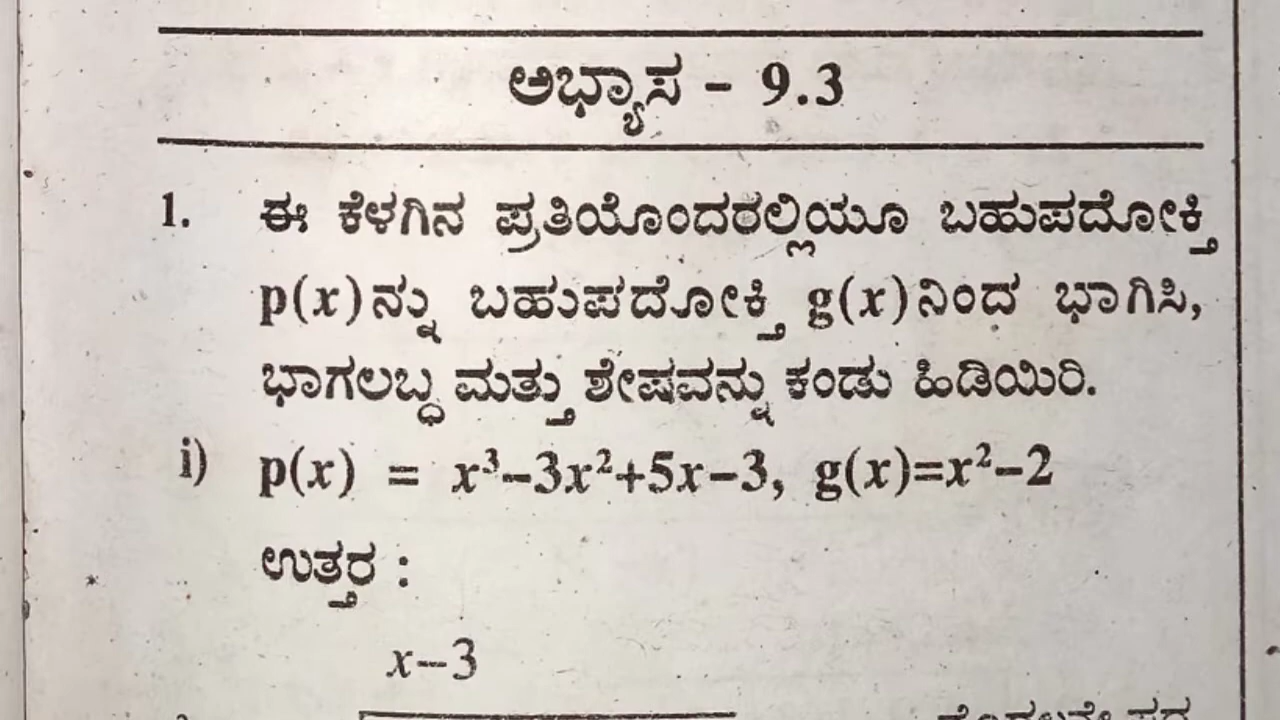 ಅಭ್ಯಾಸ - 9.3
1. ಈ ಕೆಳಗಿನ ಪ್ರತಿಯೊಂದರಲ್ಲಿಯೂ ಬಹುಪದೋಕ್ತಿ
p(x)ನ್ನು ಬಹುಪದೋಕ್ತಿ g(x)ನಿಂದ ಭಾಗಿಸಿ,
ಭಾಗಲಬ್ಧ ಮತ್ತು ಶೇಷವನ್ನು ಕಂಡು ಹಿಡಿಯಿರಿ.
i) p(x) = x³–3x²+5x–3, g(x)=x²–2
ಉತ್ತರ :
x–3